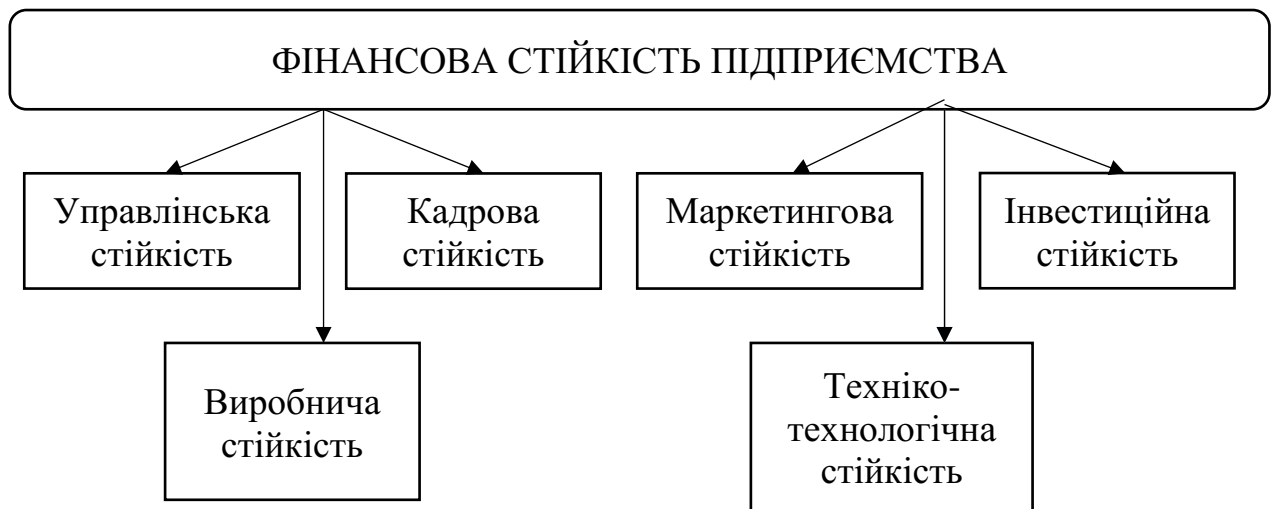 ФІНАНСОВА СТІЙКІСТЬ ПІДПРИЄМСТВА
Управлінська
стійкість
Кадрова
стійкість
Маркетингова
стійкість
Інвестиційна
стійкість
Виробнича
стійкість
Техніко-
технологічна
стійкість